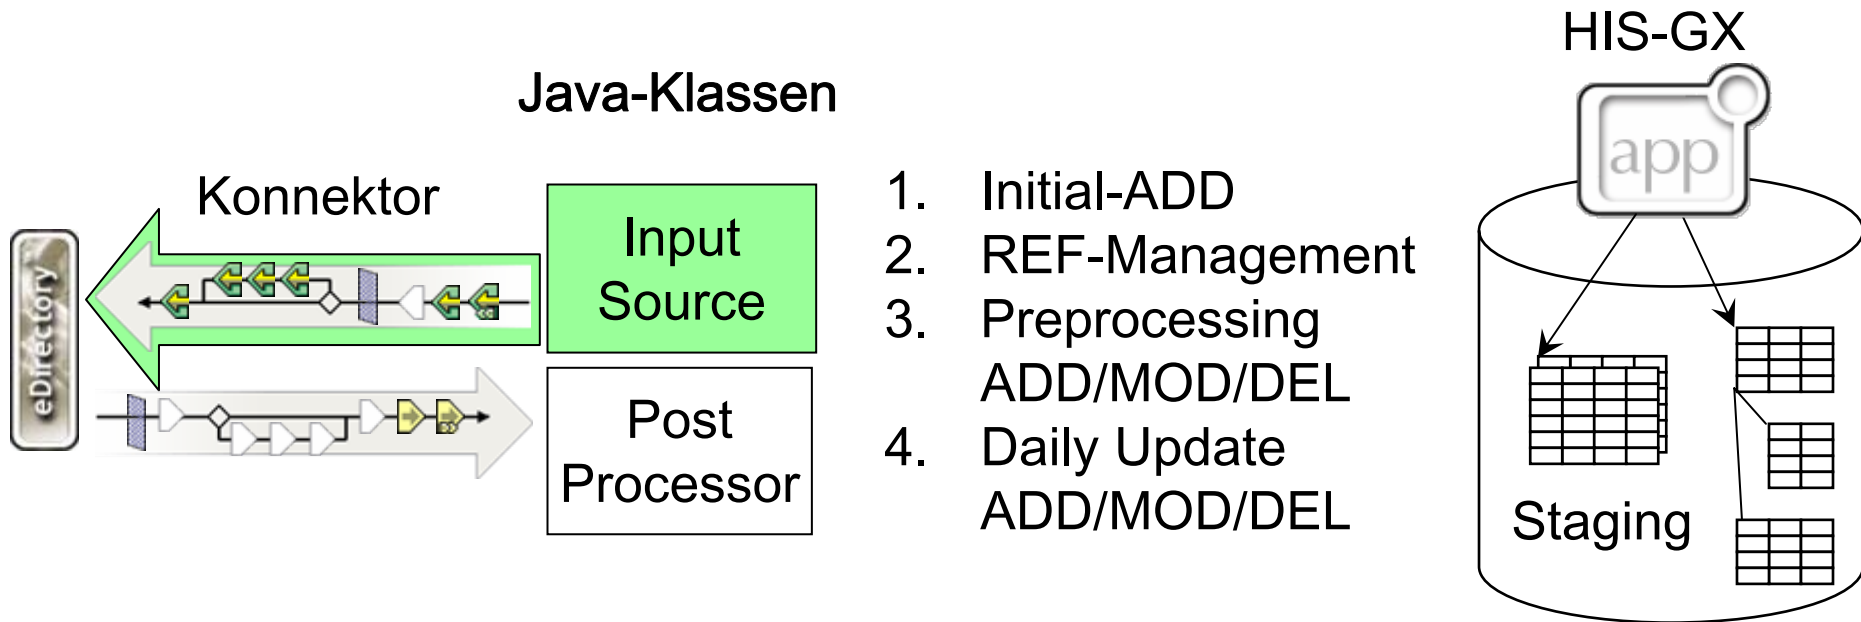 HIS-GX
app
Java-Klassen
Konnektor
eDirectory
Input
Source
Post
Processor
1. Initial-ADD
2. REF-Management
3. Preprocessing
ADD/MOD/DEL
4. Daily Update
ADD/MOD/DEL
Staging